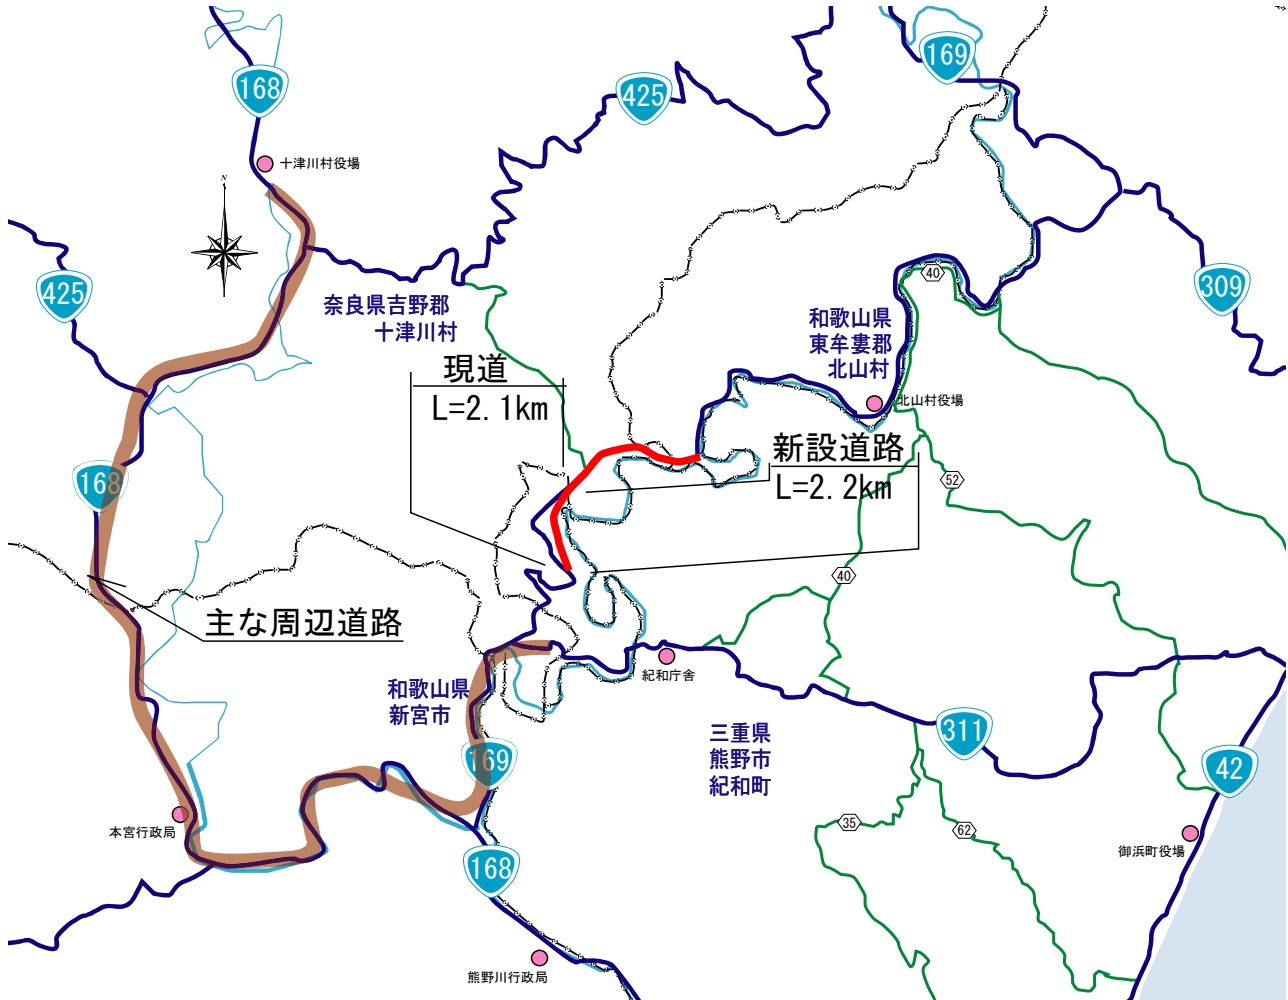 169
168
425
十津川村役場
N
40
425
309
奈良県吉野郡
十津川村
和歌山県
東牟婁郡
北山村
現道
L=2.1km
北山村役場
新設道路
L=2.2km
168
52
40
主な周辺道路
紀和庁舎
和歌山県
新宮市
三重県
熊野市
紀和町
311
169
42
本宮行政局
35
62
御浜町役場
168
熊野川行政局